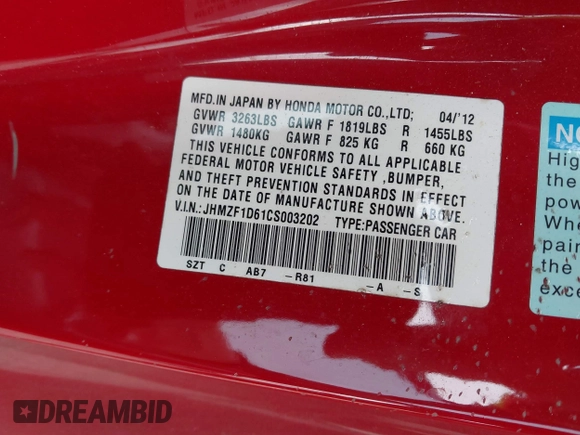 MFD.IN JAPAN BY HONDA MOTOR CO.,LTD; 04/'12
GVWR 3263LBS GAWR F 1819LBS R 1455LBS
GVWR 1480KG GAWR F 825 KG R 660 KG
THIS VEHICLE CONFORMS TO ALL APPLICABLE
FEDERAL MOTOR VEHICLE SAFETY ,BUMPER,
AND THEFT PREVENTION STANDARDS IN EFFECT
ON THE DATE OF MANUFACTURE SHOWN ABOVE.
V.I.N.:JHMZF1D61CS003202 TYPE:PASSENGER CAR
SZT C AB7 -R81 -A -S
NO
High
the
pow
Whe
pain
the
exce
DREAMBID